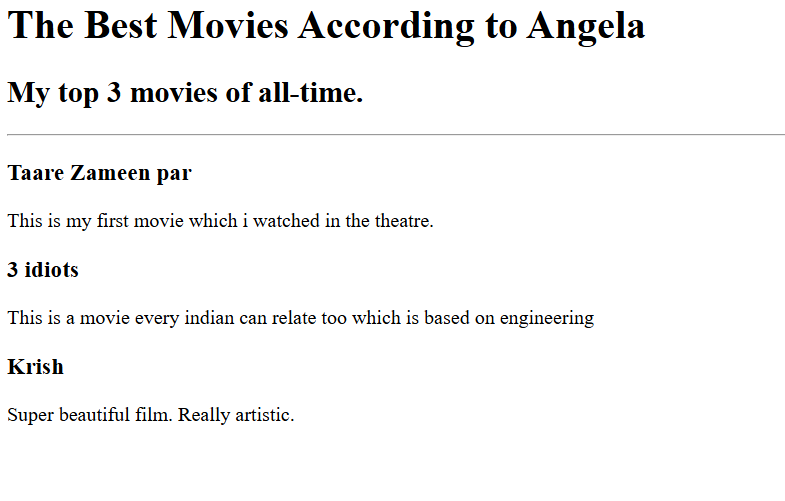 The Best Movies According to Angela
My top 3 movies of all-time.
Taare Zameen par
This is my first movie which i watched in the theatre.
3 idiots
This is a movie every indian can relate too which is based on engineering
Krish
Super beautiful film. Really artistic.